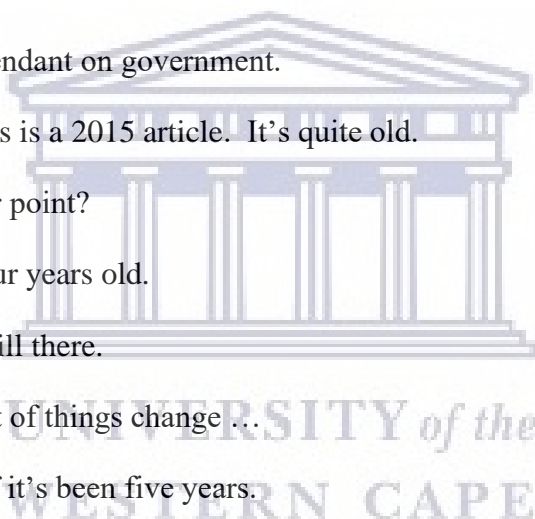 endant on government.
s is a 2015 article. It's quite old.
point?
ur years old.
ill there.
t of things change …
UNIVERSITY of the
it's been five years.
WESTERN CAPE